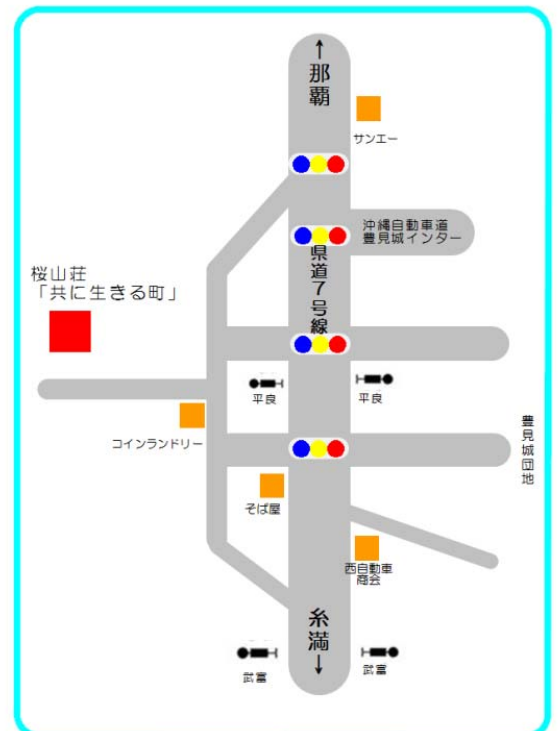 ↑那覇
サンエー
沖縄自動車道
豊見城インター
県道7号線
桜山荘
「共に生きる町」
平良
平良
コインランドリー
豊見城団地
そば屋
西自動車
商会
糸満↓
武富
武富